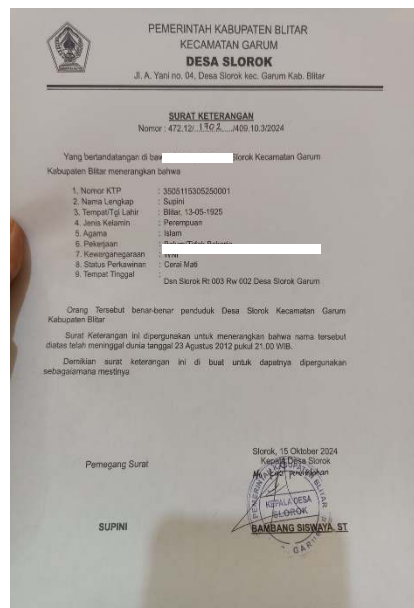 PEMERINTAH KABUPATEN BLITAR
KECAMATAN GARUM
DESA SLOROK
Jl. A. Yani no. 04, Desa Slorok kec. Garum Kab. Blitar
SURAT KETERANGAN
Nomor : 472.12/..1702...../409.10.3/2024
Yang bertandatangan di Slorok Kecamatan Garum
Kabupaten Blitar menerangkan bahwa
1. Nomor KTP : 3505115305250001
2. Nama Lengkap : Supini
3. Tempat/Tgl Lahir : Blitar, 13-05-1925
4. Jenis Kelamin : Perempuan
5. Agama : Islam
6. Pekerjaan :
7. Kewarganegaraan :
8. Status Perkawinan : Cerai Mati
9. Tempat Tinggal :
Dsn Slorok Rt 003 Rw 002 Desa Slorok Garum
Orang Tersebut benar-benar penduduk Desa Slorok Kecamatan Garum
Kabupaten Blitar
Surat Keterangan Ini dipergunakan untuk menerangkan bahwa nama tersebut
diatas telah meninggal dunia tanggal 23 Agustus 2012 pukul 21.00 WIB.
Demikian surat keterangan ini di buat untuk dapatnya dipergunakan
sebagaiamana mestinya
Slorok, 15 Oktober 2024
Kepala Desa Slorok
Pemegang Surat
KEPALA DESA
SLOROK
SUPINI
BAMBANG SISWAYA, ST